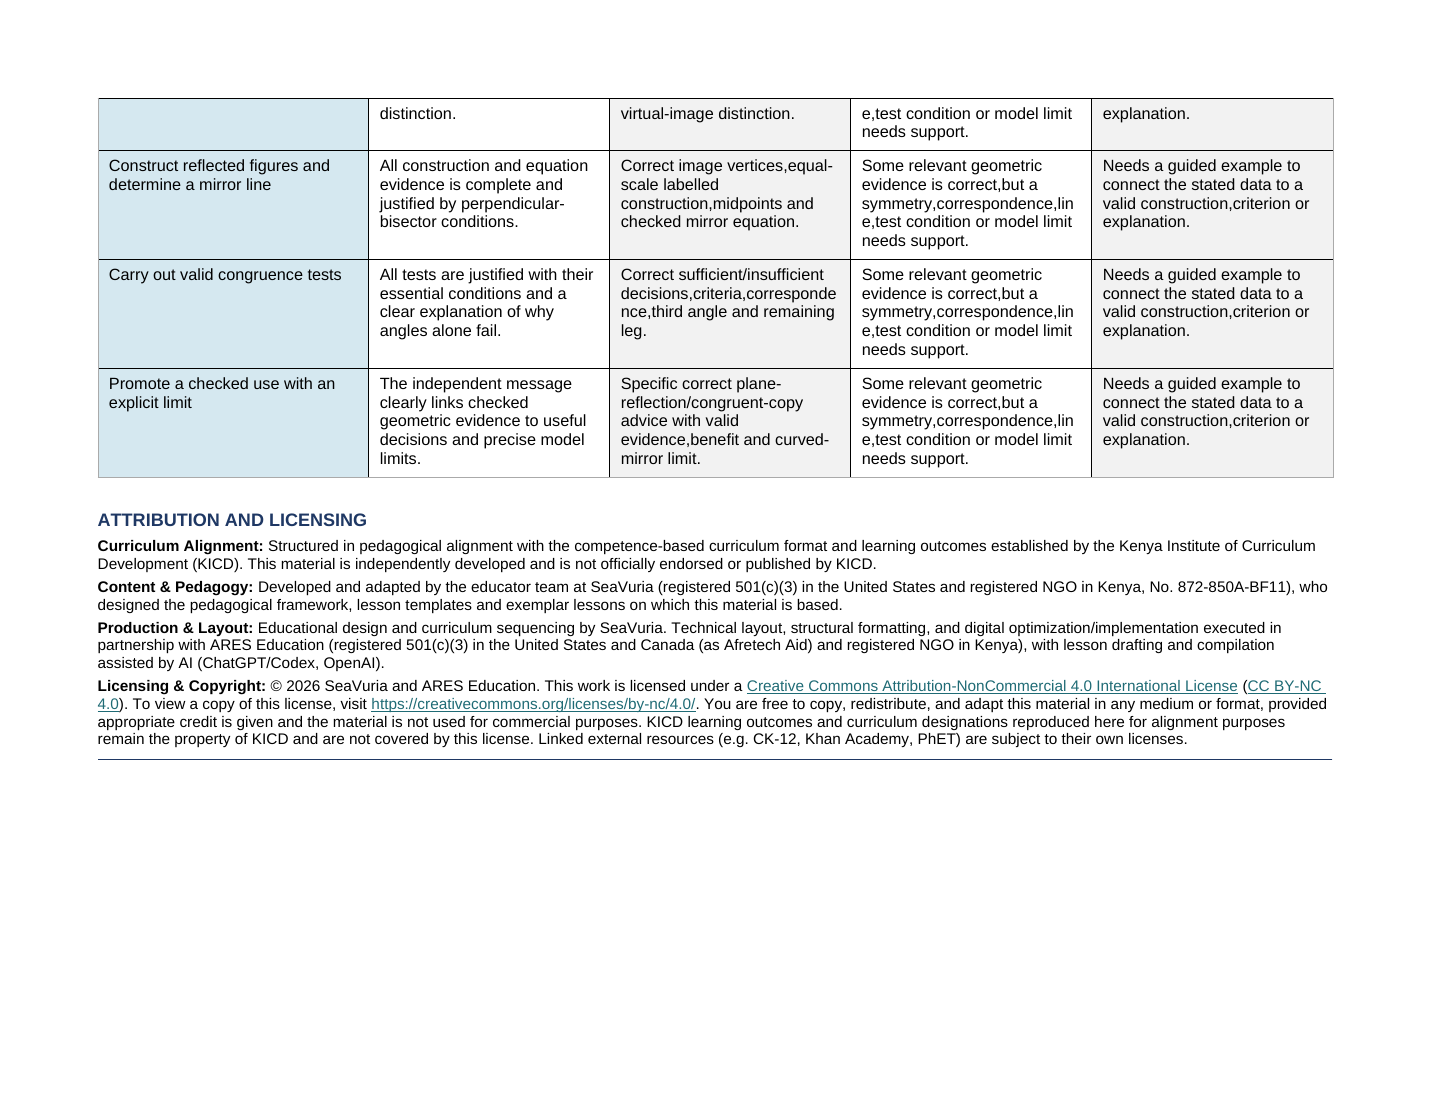 distinction.
virtual-image distinction.
e,test condition or model limit
needs support.
explanation.
Construct reflected figures and
determine a mirror line
All construction and equation
evidence is complete and
justified by perpendicular-
bisector conditions.
Correct image vertices,equal-
scale labelled
construction,midpoints and
checked mirror equation.
Some relevant geometric
evidence is correct,but a
symmetry,correspondence,lin
e,test condition or model limit
needs support.
Needs a guided example to
connect the stated data to a
valid construction,criterion or
explanation.
Carry out valid congruence tests
All tests are justified with their
essential conditions and a
clear explanation of why
angles alone fail.
Correct sufficient/insufficient
decisions,criteria,corresponde
nce,third angle and remaining
leg.
Some relevant geometric
evidence is correct,but a
symmetry,correspondence,lin
e,test condition or model limit
needs support.
Needs a guided example to
connect the stated data to a
valid construction,criterion or
explanation.
Promote a checked use with an
explicit limit
The independent message
clearly links checked
geometric evidence to useful
decisions and precise model
limits.
Specific correct plane-
reflection/congruent-copy
advice with valid
evidence,benefit and curved-
mirror limit.
Some relevant geometric
evidence is correct,but a
symmetry,correspondence,lin
e,test condition or model limit
needs support.
Needs a guided example to
connect the stated data to a
valid construction,criterion or
explanation.
ATTRIBUTION AND LICENSING
Curriculum Alignment: Structured in pedagogical alignment with the competence-based curriculum format and learning outcomes established by the Kenya Institute of Curriculum
Development (KICD). This material is independently developed and is not officially endorsed or published by KICD.
Content & Pedagogy: Developed and adapted by the educator team at SeaVuria (registered 501(c)(3) in the United States and registered NGO in Kenya, No. 872-850A-BF11), who
designed the pedagogical framework, lesson templates and exemplar lessons on which this material is based.
Production & Layout: Educational design and curriculum sequencing by SeaVuria. Technical layout, structural formatting, and digital optimization/implementation executed in
partnership with ARES Education (registered 501(c)(3) in the United States and Canada (as Afretech Aid) and registered NGO in Kenya), with lesson drafting and compilation
assisted by AI (ChatGPT/Codex, OpenAI).
Licensing & Copyright: © 2026 SeaVuria and ARES Education. This work is licensed under a Creative Commons Attribution-NonCommercial 4.0 International License (CC BY-NC
4.0). To view a copy of this license, visit https://creativecommons.org/licenses/by-nc/4.0/. You are free to copy, redistribute, and adapt this material in any medium or format, provided
appropriate credit is given and the material is not used for commercial purposes. KICD learning outcomes and curriculum designations reproduced here for alignment purposes
remain the property of KICD and are not covered by this license. Linked external resources (e.g. CK-12, Khan Academy, PhET) are subject to their own licenses.